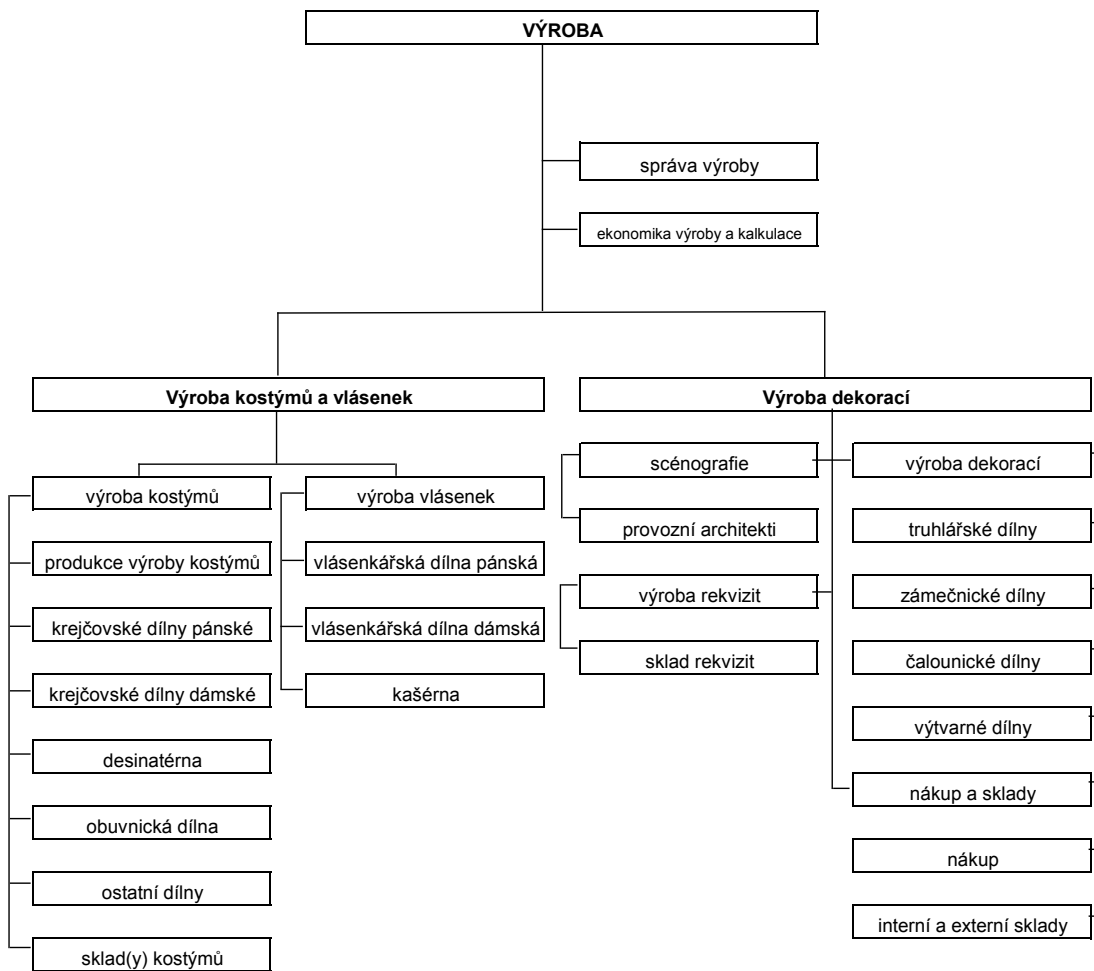 VÝROBA
správa výroby
ekonomika výroby a kalkulace
Výroba kostýmů a vlásenek
výroba kostýmů
produkce výroby kostýmů
krejčovské dílny pánské
krejčovské dílny dámské
desinatérna
obuvnická dílna
ostatní dílny
sklad(y) kostýmů
výroba vlásenek
vlásenkářská dílna pánská
vlásenkářská dílna dámská
kašérna
Výroba dekorací
scénografie
provozní architekti
výroba rekvizit
sklad rekvizit
výroba dekorací
truhlářské dílny
zámečnické dílny
čalounické dílny
výtvarné dílny
nákup a sklady
nákup
interní a externí sklady